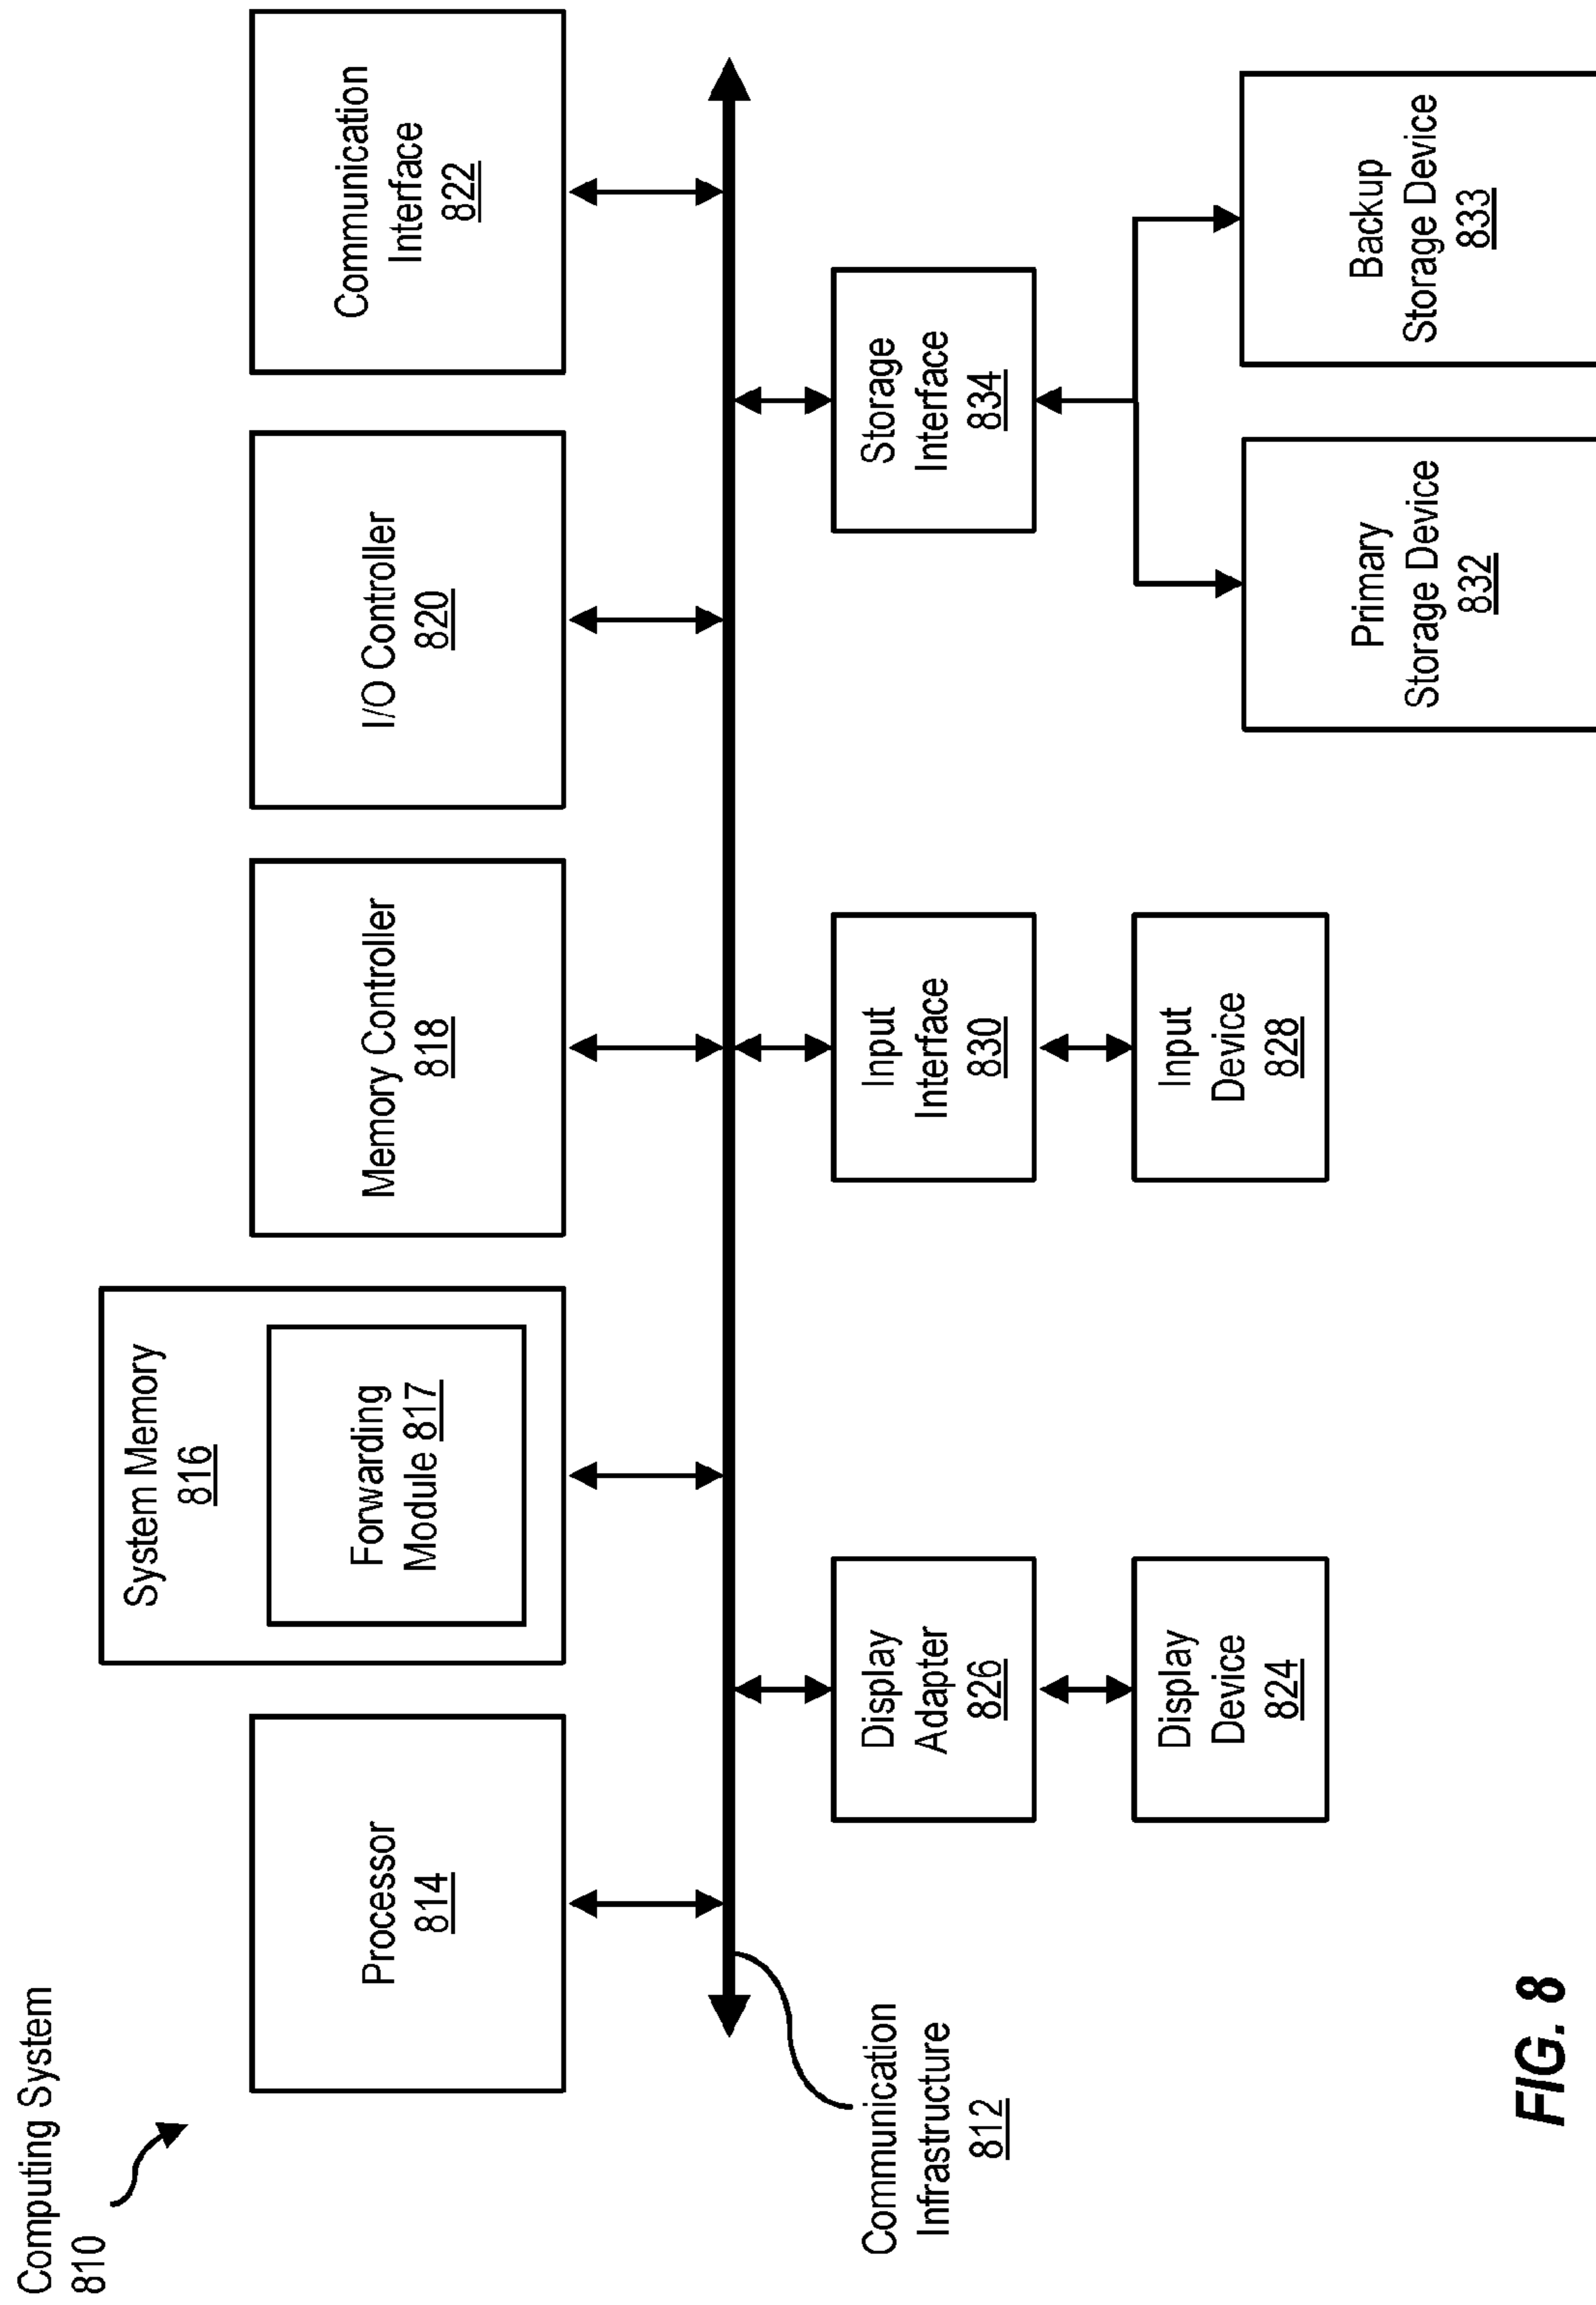 Computing System
810
Processor
814
System Memory
816
Forwarding
Module 817
Memory Controller
818
I/O Controller
820
Communication
Interface
822
Communication
Infrastructure
812
Display
Adapter
826
Input
Interface
830
Storage
Interface
834
Display
Device
824
Input
Device
828
Primary
Storage Device
832
Backup
Storage Device
833
FIG. 8